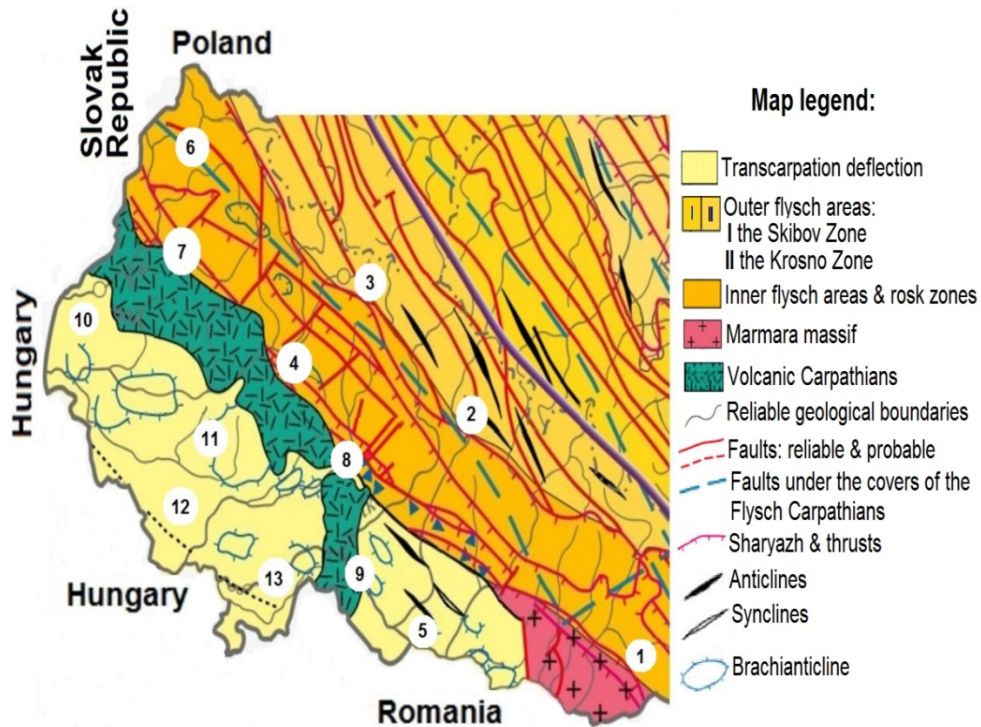 Poland
Slovak
Republic
Hungary
Hungary
Romania
6
7
3
10
4
2
11
8
12
9
13
5
1
Map legend:
Transcarpation deflection
I II
Outer flysch areas:
I the Skibov Zone
II the Krosno Zone
Inner flysch areas & rosk zones
Marmara massif
Volcanic Carpathians
Reliable geological boundaries
Faults: reliable & probable
Faults under the covers of the
Flysch Carpathians
Sharyazh & thrusts
Anticlines
Synclines
Brachianticline